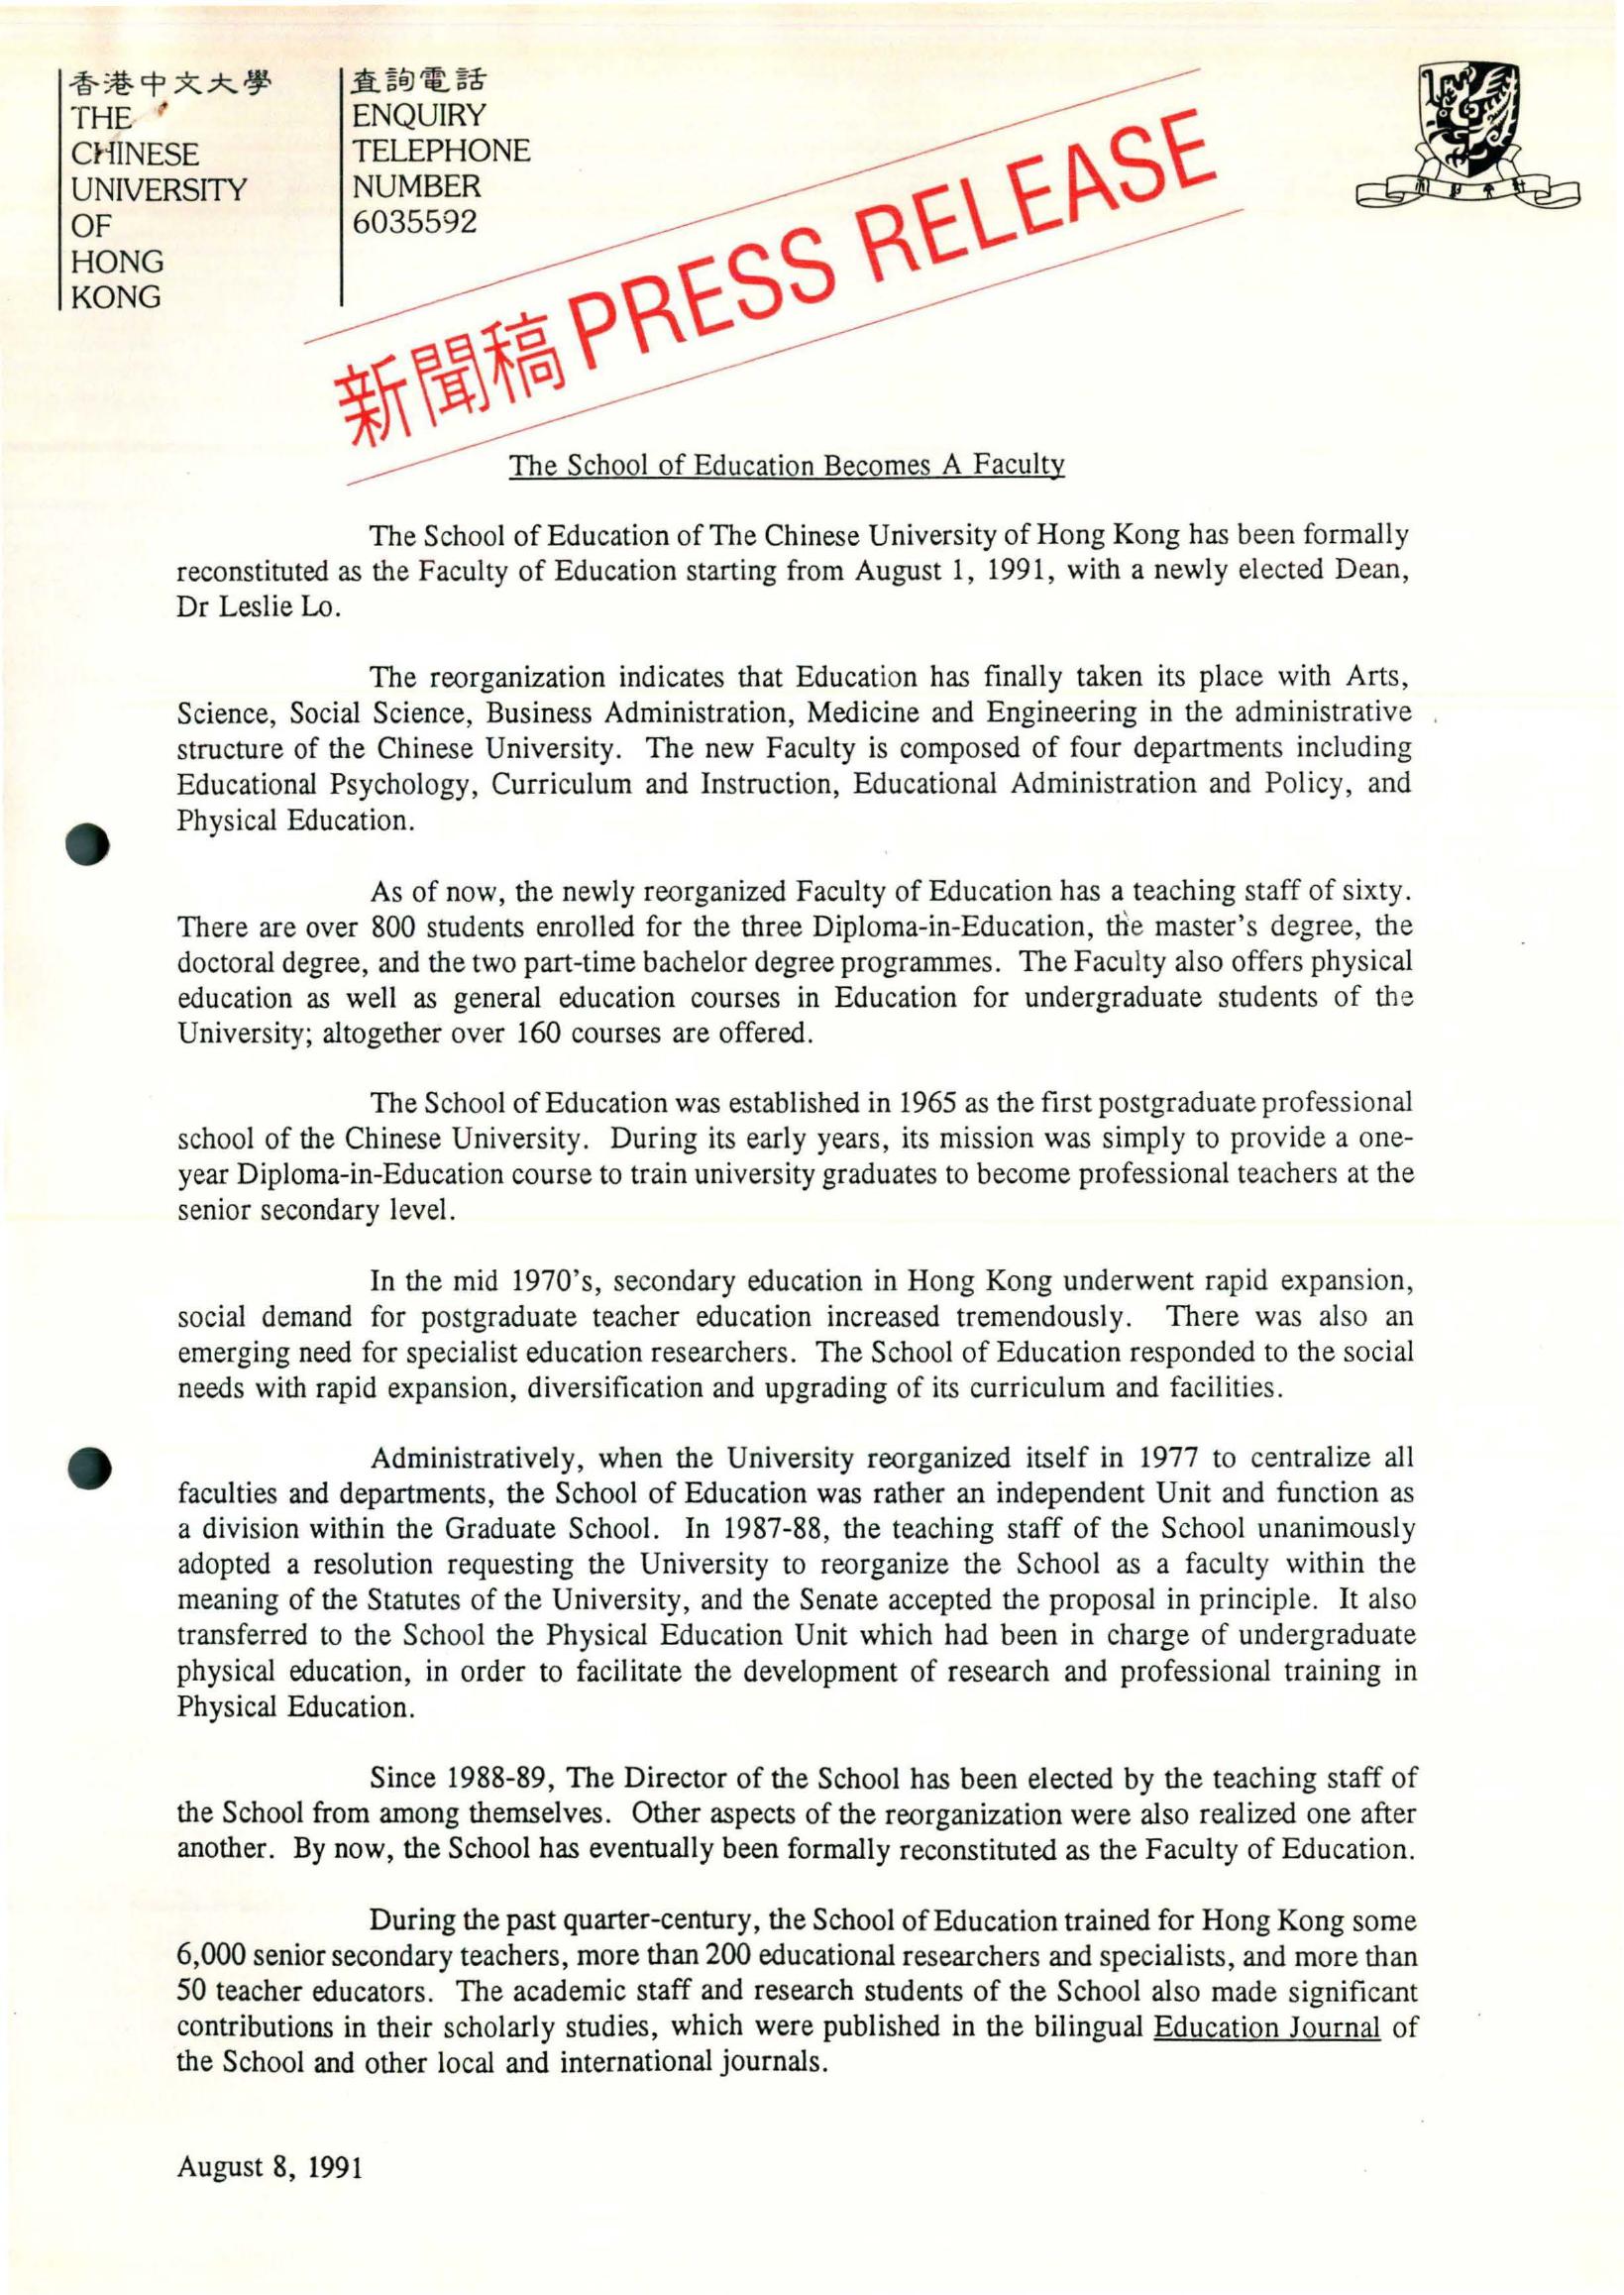 香港中文大學
THE
CHINESE
UNIVERSITY
OF
HONG
KONG
查詢電話
ENQUIRY
TELEPHONE
NUMBER
6035592
新聞稿 PRESS RELEASE
The School of Education Becomes A Faculty
The School of Education of The Chinese University of Hong Kong has been formally
reconstituted as the Faculty of Education starting from August 1, 1991, with a newly elected Dean,
Dr Leslie Lo.
The reorganization indicates that Education has finally taken its place with Arts,
Science, Social Science, Business Administration, Medicine and Engineering in the administrative
structure of the Chinese University. The new Faculty is composed of four departments including
Educational Psychology, Curriculum and Instruction, Educational Administration and Policy, and
Physical Education.
As of now, the newly reorganized Faculty of Education has a teaching staff of sixty.
There are over 800 students enrolled for the three Diploma-in-Education, the master's degree, the
doctoral degree, and the two part-time bachelor degree programmes. The Faculty also offers physical
education as well as general education courses in Education for undergraduate students of the
University; altogether over 160 courses are offered.
The School of Education was established in 1965 as the first postgraduate professional
school of the Chinese University. During its early years, its mission was simply to provide a one-
year Diploma-in-Education course to train university graduates to become professional teachers at the
senior secondary level.
In the mid 1970's, secondary education in Hong Kong underwent rapid expansion,
social demand for postgraduate teacher education increased tremendously. There was also an
emerging need for specialist education researchers. The School of Education responded to the social
needs with rapid expansion, diversification and upgrading of its curriculum and facilities.
Administratively, when the University reorganized itself in 1977 to centralize all
faculties and departments, the School of Education was rather an independent Unit and function as
a division within the Graduate School. In 1987-88, the teaching staff of the School unanimously
adopted a resolution requesting the University to reorganize the School as a faculty within the
meaning of the Statutes of the University, and the Senate accepted the proposal in principle. It also
transferred to the School the Physical Education Unit which had been in charge of undergraduate
physical education, in order to facilitate the development of research and professional training in
Physical Education.
Since 1988-89, The Director of the School has been elected by the teaching staff of
the School from among themselves. Other aspects of the reorganization were also realized one after
another. By now, the School has eventually been formally reconstituted as the Faculty of Education.
During the past quarter-century, the School of Education trained for Hong Kong some
6,000 senior secondary teachers, more than 200 educational researchers and specialists, and more than
50 teacher educators. The academic staff and research students of the School also made significant
contributions in their scholarly studies, which were published in the bilingual Education Journal of
the School and other local and international journals.
August 8, 1991